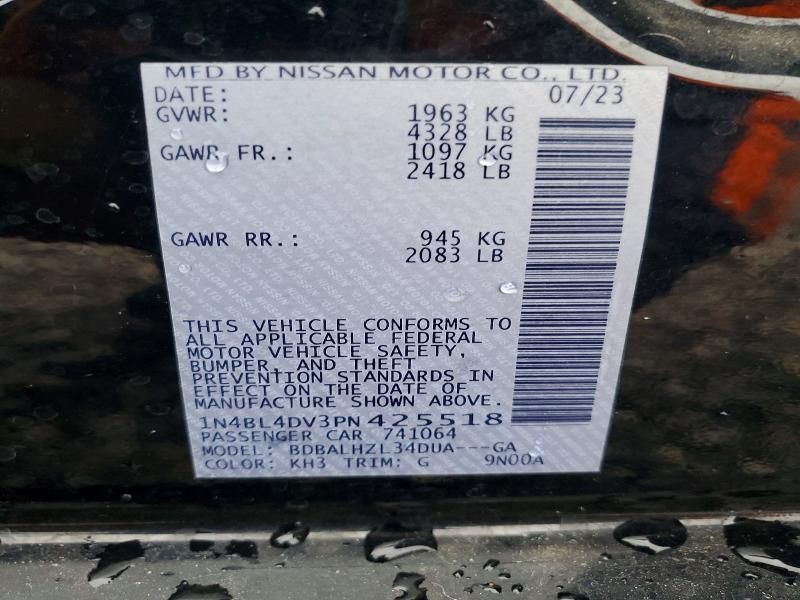 MFD BY NISSAN MOTOR CO., LTD.
DATE: 07/23
GVWR: 1963 KG
4328 LB
GAWR FR.: 1097 KG
2418 LB
GAWR RR.: 945 KG
2083 LB
THIS VEHICLE CONFORMS TO
ALL APPLICABLE FEDERAL
MOTOR VEHICLE SAFETY,
BUMPER, AND THEFT
PREVENTION STANDARDS IN
EFFECT ON THE DATE OF
MANUFACTURE SHOWN ABOVE.
1N4BL4DV3PN425518
PASSENGER CAR 741064
MODEL: BDBALHZL34DUA---GA
COLOR: KH3 TRIM: G 9N00A